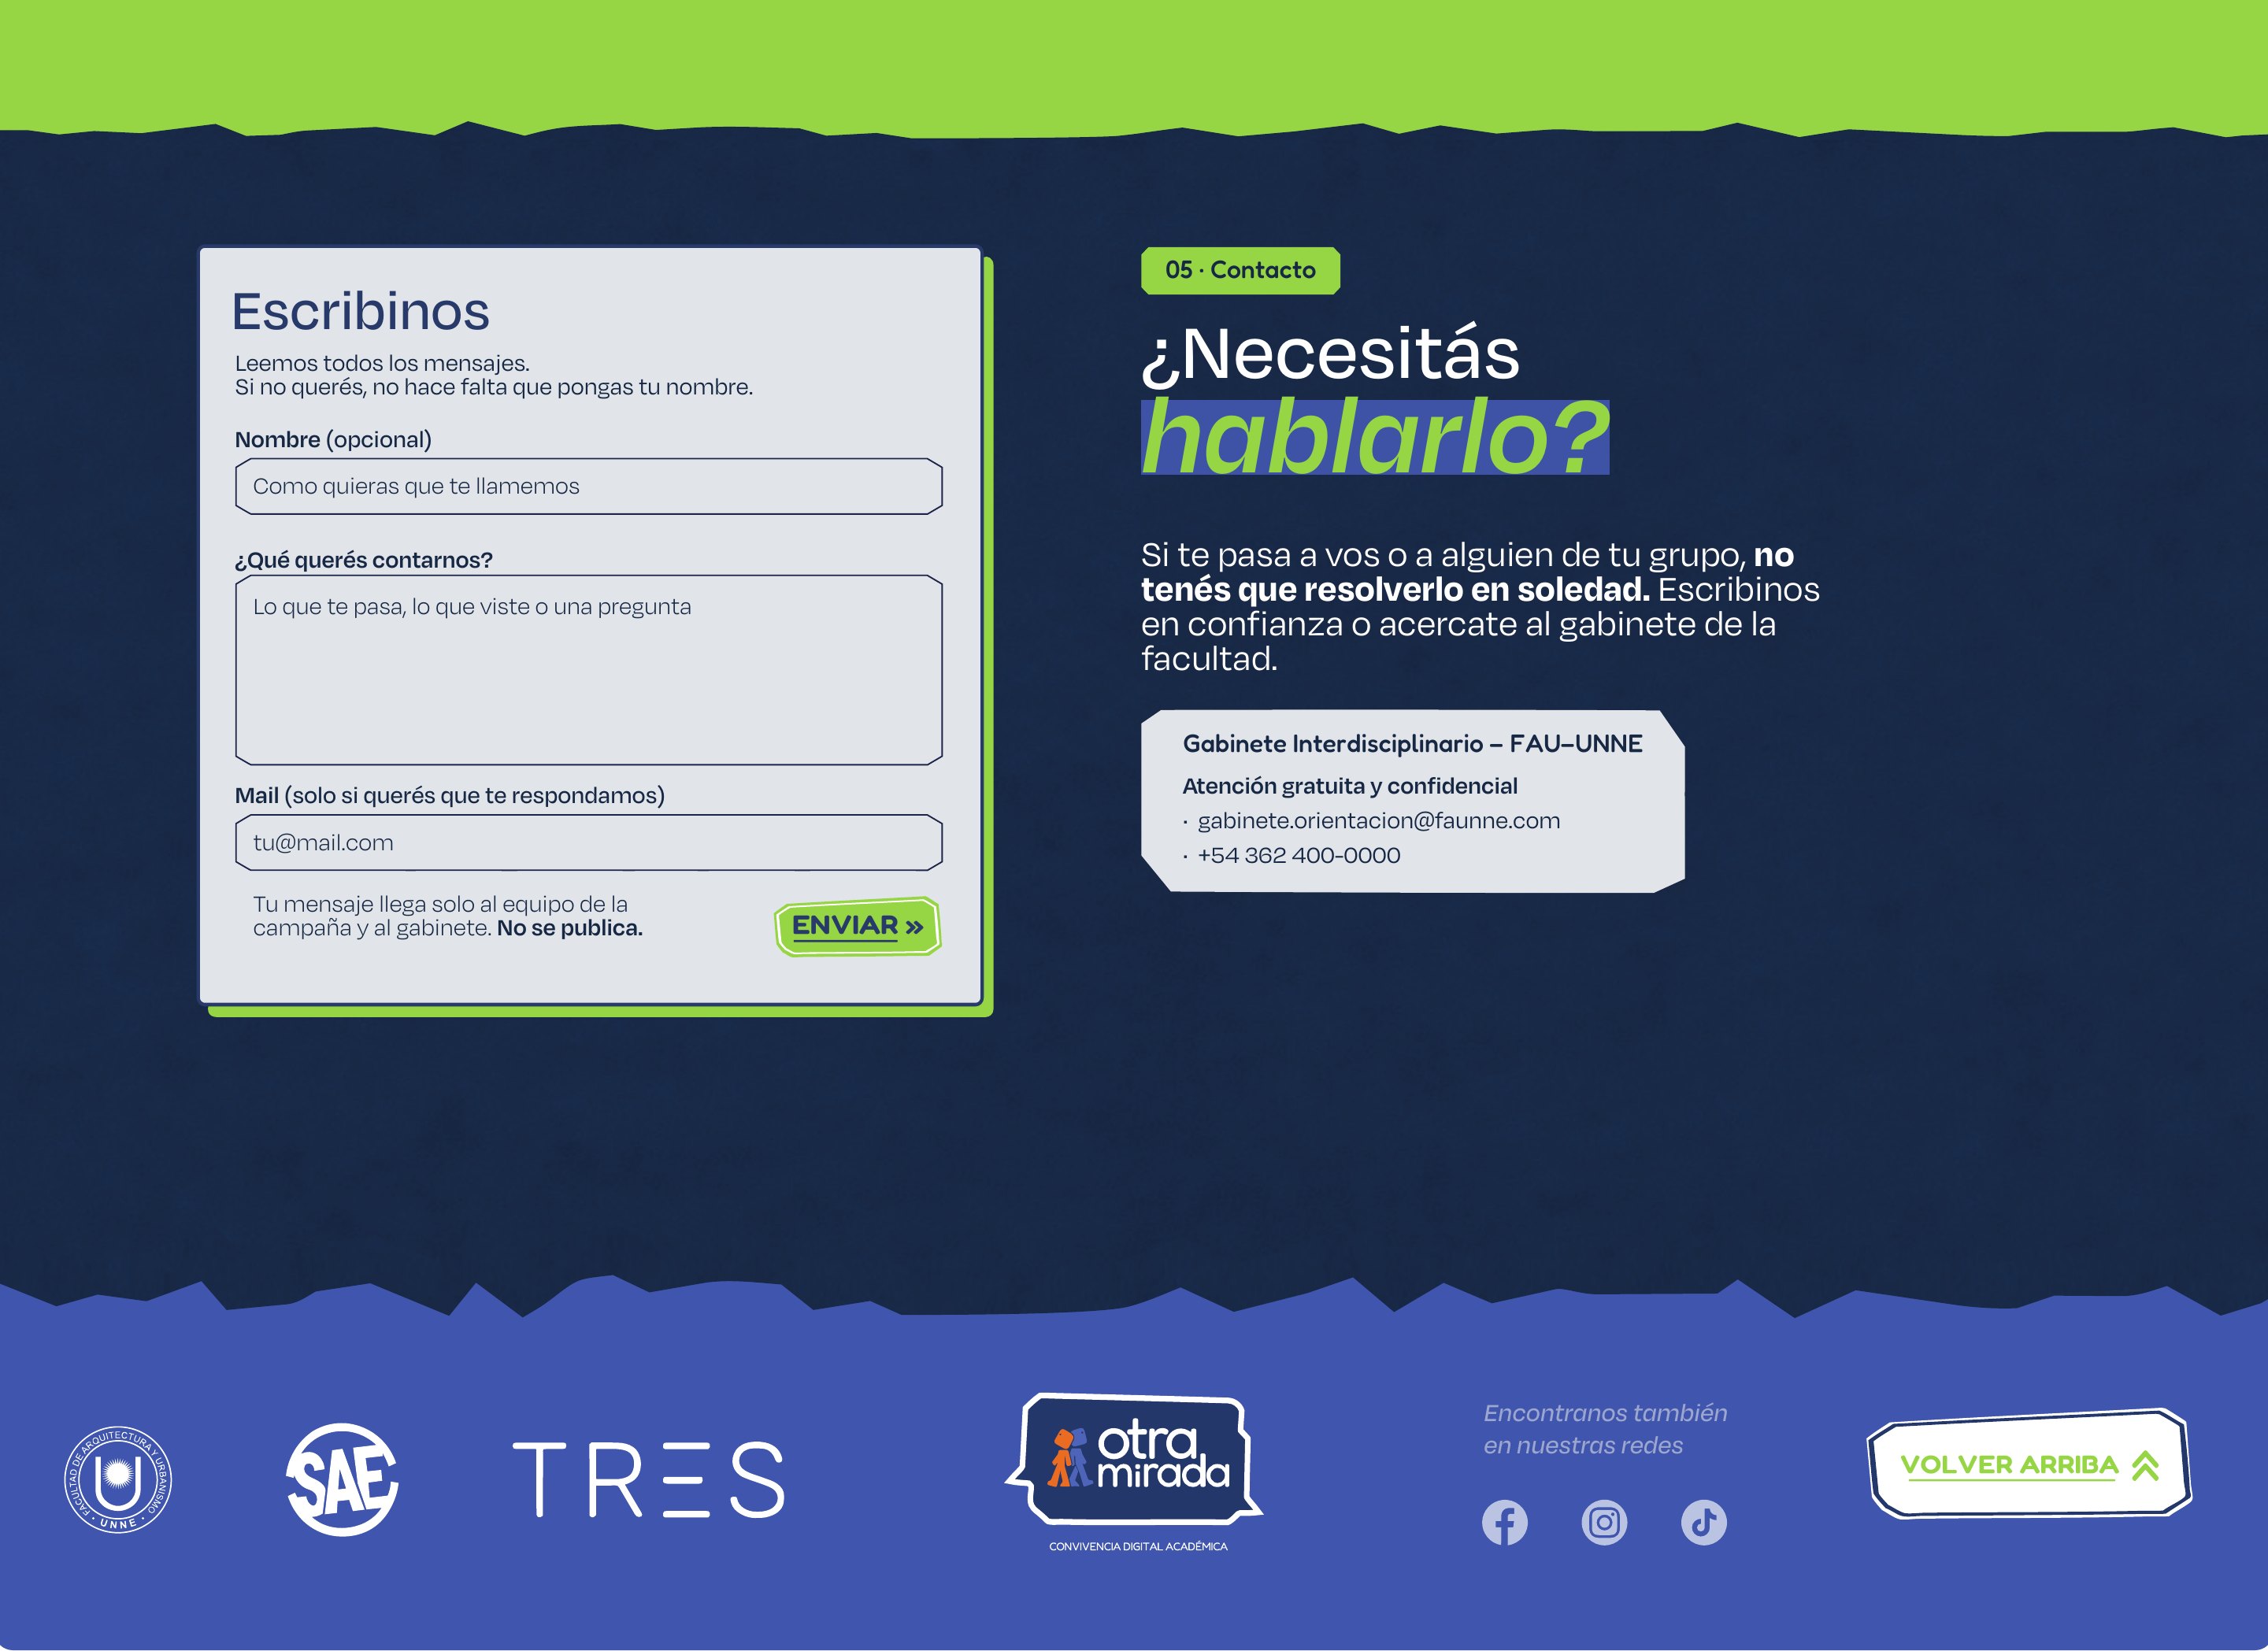 Escribinos
Leemos todos los mensajes.
Si no querés, no hace falta que pongas tu nombre.
Nombre (opcional)
Como quieras que te llamemos
¿Qué querés contarnos?
Lo que te pasa, lo que viste o una pregunta
Mail (solo si querés que te respondamos)
tu@mail.com
Tu mensaje llega solo al equipo de la
campaña y al gabinete. No se publica.
ENVIAR »
05 · Contacto
¿Necesitás
hablarlo?
Si te pasa a vos o a alguien de tu grupo, no
tenés que resolverlo en soledad. Escribinos
en confianza o acercate al gabinete de la
facultad.
Gabinete Interdisciplinario – FAU–UNNE
Atención gratuita y confidencial
· gabinete.orientacion@faunne.com
· +54 362 400-0000
FACULTAD DE ARQUITECTURA Y URBANISMO
· UNNE ·
SAE
TRES
otra
mirada
CONVIVENCIA DIGITAL ACADÉMICA
Encontranos también
en nuestras redes
VOLVER ARRIBA